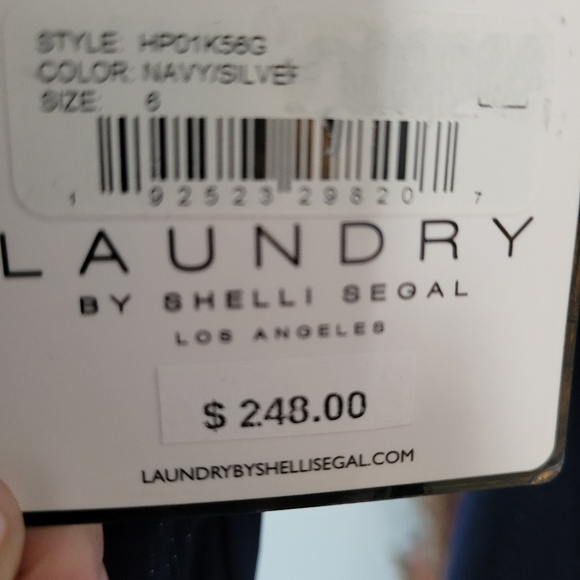 STYLE: HP01K56G
COLOR: NAVY/SILVER
SIZE: 6
1 92523 29820 7
LAUNDRY
BY SHELLI SEGAL
LOS ANGELES
$ 248.00
LAUNDRYBYSHELLISEGAL.COM